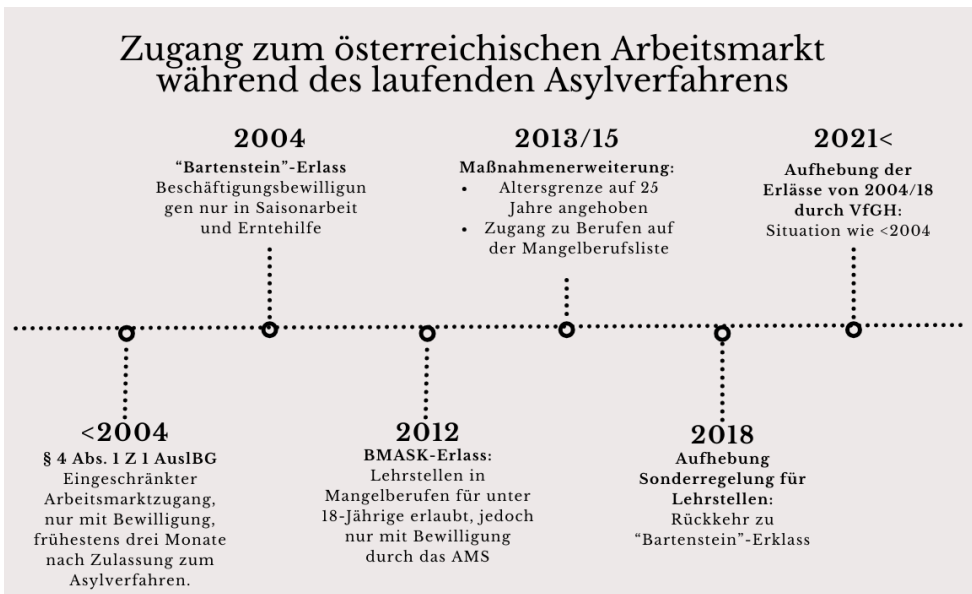 Zugang zum österreichischen Arbeitsmarkt
während des laufenden Asylverfahrens
<2004
§ 4 Abs. 1 Z 1 AuslBG
Eingeschränkter
Arbeitsmarktzugang,
nur mit Bewilligung,
frühestens drei Monate
nach Zulassung zum
Asylverfahren.
2004
“Bartenstein”-Erlass
Beschäftigungsbewilligun
gen nur in Saisonarbeit
und Erntehilfe
2012
BMASK-Erlass:
Lehrstellen in
Mangelberufen für unter
18-Jährige erlaubt, jedoch
nur mit Bewilligung
durch das AMS
2013/15
Maßnahmenerweiterung:
• Altersgrenze auf 25
Jahre angehoben
• Zugang zu Berufen auf
der Mangelberufsliste
2018
Aufhebung
Sonderregelung für
Lehrstellen:
Rückkehr zu
“Bartenstein”-Erklass
2021<
Aufhebung der
Erlässe von 2004/18
durch VfGH:
Situation wie <2004